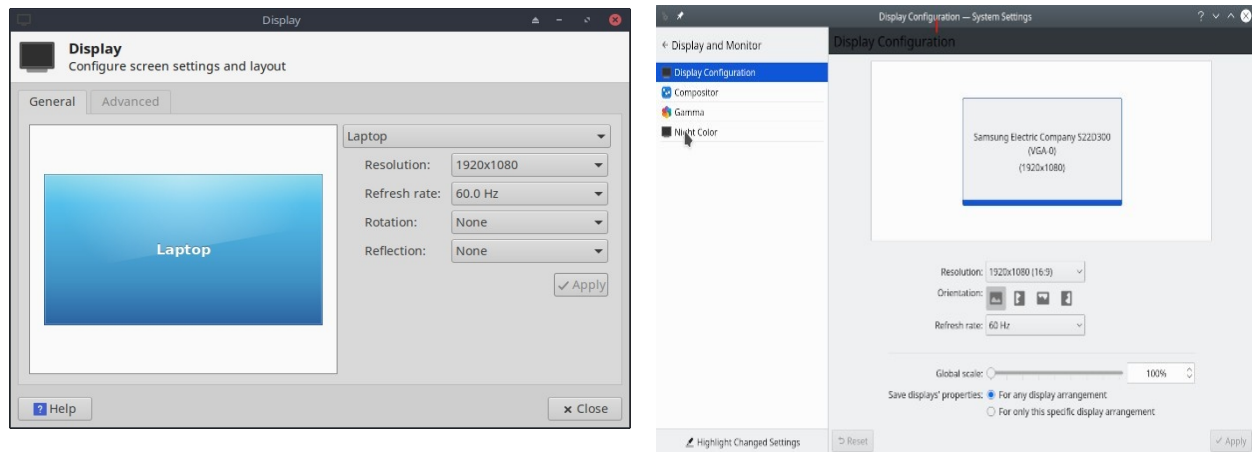 Display
Display
Configure screen settings and layout
General
Advanced
Laptop
Laptop
Resolution: 1920x1080
Refresh rate: 60.0 Hz
Rotation: None
Reflection: None
Apply
? Help
Close
Display Configuration — System Settings
Display and Monitor
Display Configuration
Compositor
Gamma
Night Color
Highlight Changed Settings
Display Configuration
Samsung Electric Company S22D300
(VGA-0)
(1920x1080)
Resolution: 1920x1080 (16:9)
Orientation:
Refresh rate: 60 Hz
Global scale: 100%
Save displays' properties: For any display arrangement
For only this specific display arrangement
Reset
Apply